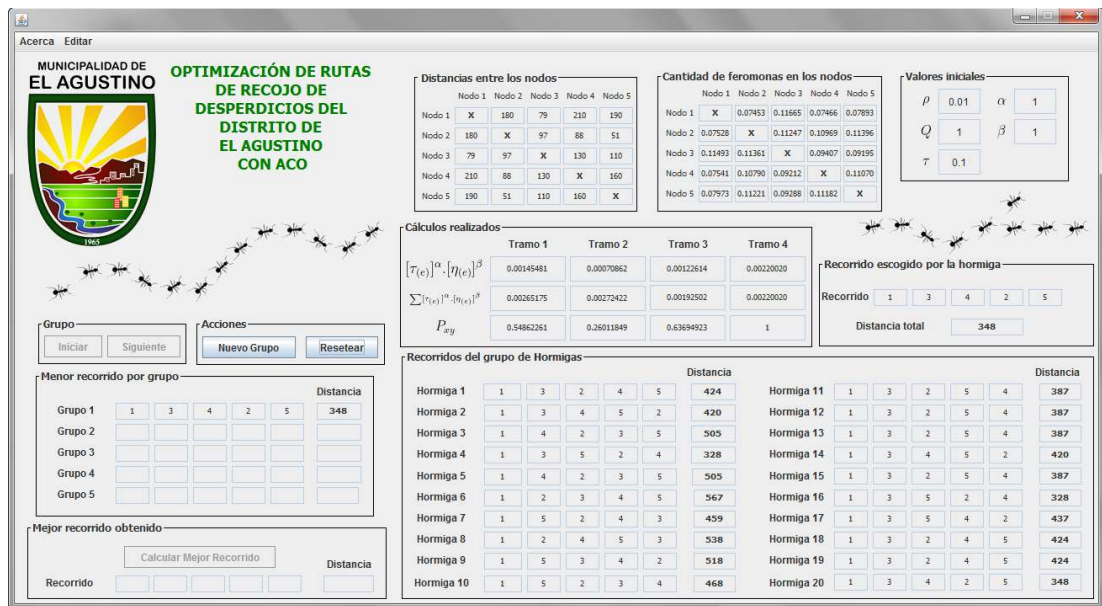 Acerca Editar
MUNICIPALIDAD DE
EL AGUSTINO
1965
OPTIMIZACIÓN DE RUTAS
DE RECOJO DE
DESPERDICIOS DEL
DISTRITO DE
EL AGUSTINO
CON ACO
Distancias entre los nodos
Nodo 1 Nodo 2 Nodo 3 Nodo 4 Nodo 5
Nodo 1 X 180 79 210 190
Nodo 2 180 X 97 88 51
Nodo 3 79 97 X 130 110
Nodo 4 210 88 130 X 160
Nodo 5 190 51 110 160 X
Cantidad de feromonas en los nodos
Nodo 1 Nodo 2 Nodo 3 Nodo 4 Nodo 5
Nodo 1 X 0.07453 0.11665 0.07466 0.07893
Nodo 2 0.07528 X 0.11247 0.10969 0.11396
Nodo 3 0.11493 0.11361 X 0.09407 0.09195
Nodo 4 0.07541 0.10790 0.09212 X 0.11070
Nodo 5 0.07973 0.11221 0.09288 0.11182 X
Valores iniciales
ρ 0.01 α 1
Q 1 β 1
τ 0.1
Cálculos realizados
Tramo 1 Tramo 2 Tramo 3 Tramo 4
[τ(e)]^α.[η(e)]^β 0.00145481 0.00070862 0.00122614 0.00220020
∑[τ(e)]^α.[η(e)]^β 0.00265175 0.00272422 0.00192502 0.00220020
Pxy 0.54862261 0.26011849 0.63694923 1
Recorrido escogido por la hormiga
Recorrido 1 3 4 2 5
Distancia total 348
Grupo
Iniciar Siguiente
Acciones
Nuevo Grupo Resetear
Menor recorrido por grupo
Distancia
Grupo 1 1 3 4 2 5 348
Grupo 2
Grupo 3
Grupo 4
Grupo 5
Mejor recorrido obtenido
Calcular Mejor Recorrido Distancia
Recorrido
Recorridos del grupo de Hormigas
Distancia
Hormiga 1 1 3 2 4 5 424
Hormiga 2 1 3 4 5 2 420
Hormiga 3 1 4 2 3 5 505
Hormiga 4 1 3 5 2 4 328
Hormiga 5 1 4 2 3 5 505
Hormiga 6 1 2 3 4 5 567
Hormiga 7 1 5 2 4 3 459
Hormiga 8 1 2 4 5 3 538
Hormiga 9 1 5 3 4 2 518
Hormiga 10 1 5 2 3 4 468
Distancia
Hormiga 11 1 3 2 5 4 387
Hormiga 12 1 3 2 5 4 387
Hormiga 13 1 3 2 5 4 387
Hormiga 14 1 3 4 5 2 420
Hormiga 15 1 3 2 5 4 387
Hormiga 16 1 3 5 2 4 328
Hormiga 17 1 3 5 4 2 437
Hormiga 18 1 3 2 4 5 424
Hormiga 19 1 3 2 4 5 424
Hormiga 20 1 3 4 2 5 348